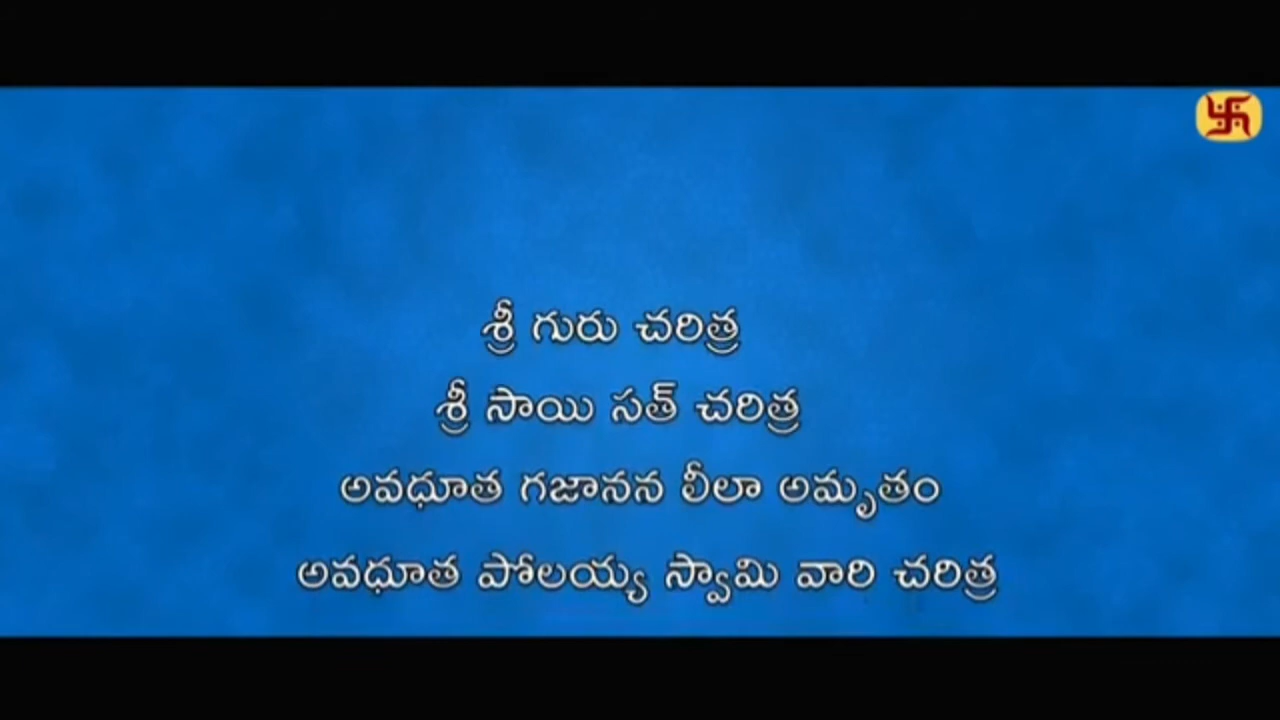 శ్రీ గురు చరిత్ర
శ్రీ సాయి సత్ చరిత్ర
అవధూత గజానన లీలా అమృతం
అవధూత పోలయ్య స్వామి వారి చరిత్ర